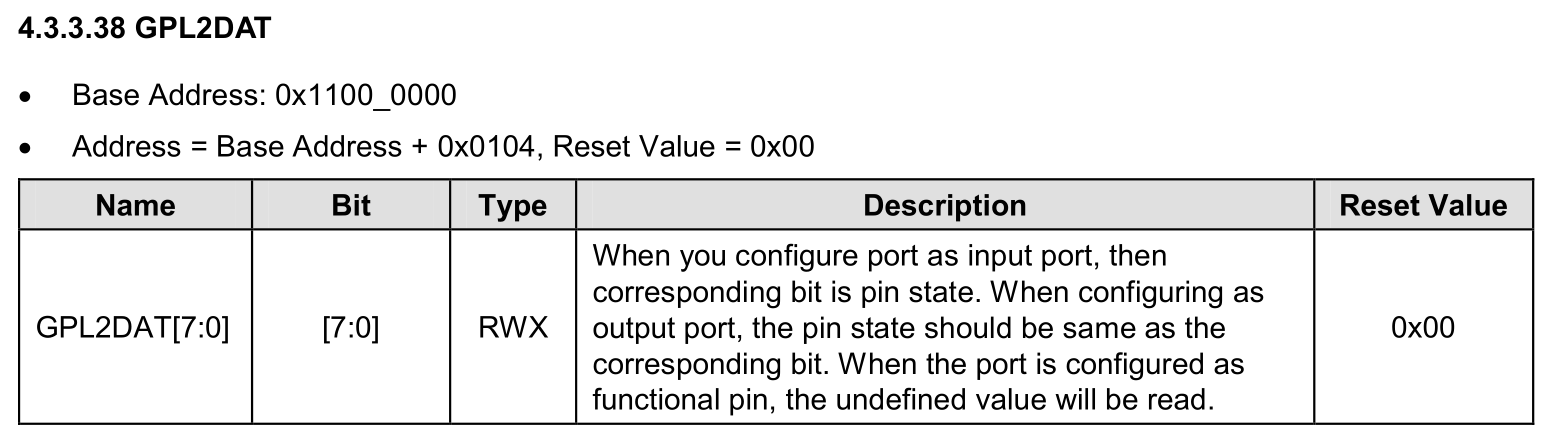 4.3.3.38 GPL2DAT
• Base Address: 0x1100_0000
• Address = Base Address + 0x0104, Reset Value = 0x00
Name Bit Type Description Reset Value
When you configure port as input port, then
corresponding bit is pin state. When configuring as
GPL2DAT[7:0] [7:0] RWX output port, the pin state should be same as the 0x00
corresponding bit. When the port is configured as
functional pin, the undefined value will be read.